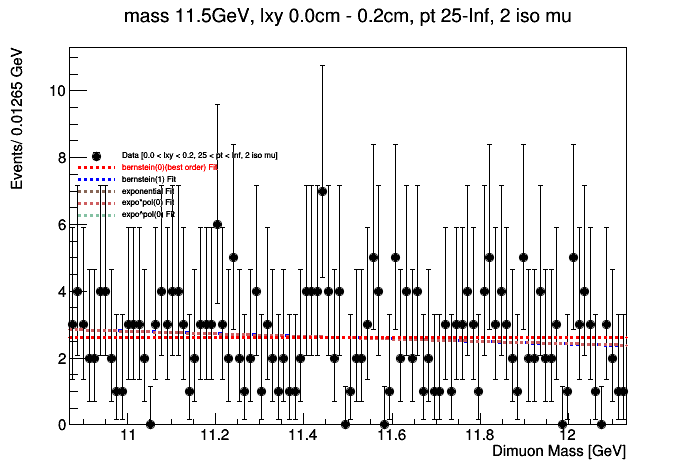 mass 11.5GeV, lxy 0.0cm - 0.2cm, pt 25-Inf, 2 iso mu
Events/ 0.01265 GeV
10
8
6
4
2
0
Data [0.0 < lxy < 0.2, 25 < pt < Inf, 2 iso mu]
bernstein(0)(best order) Fit
bernstein(1) Fit
exponential Fit
expo*pol(0) Fit
expo*pol(0) Fit
11
11.2
11.4
11.6
11.8
12
Dimuon Mass [GeV]